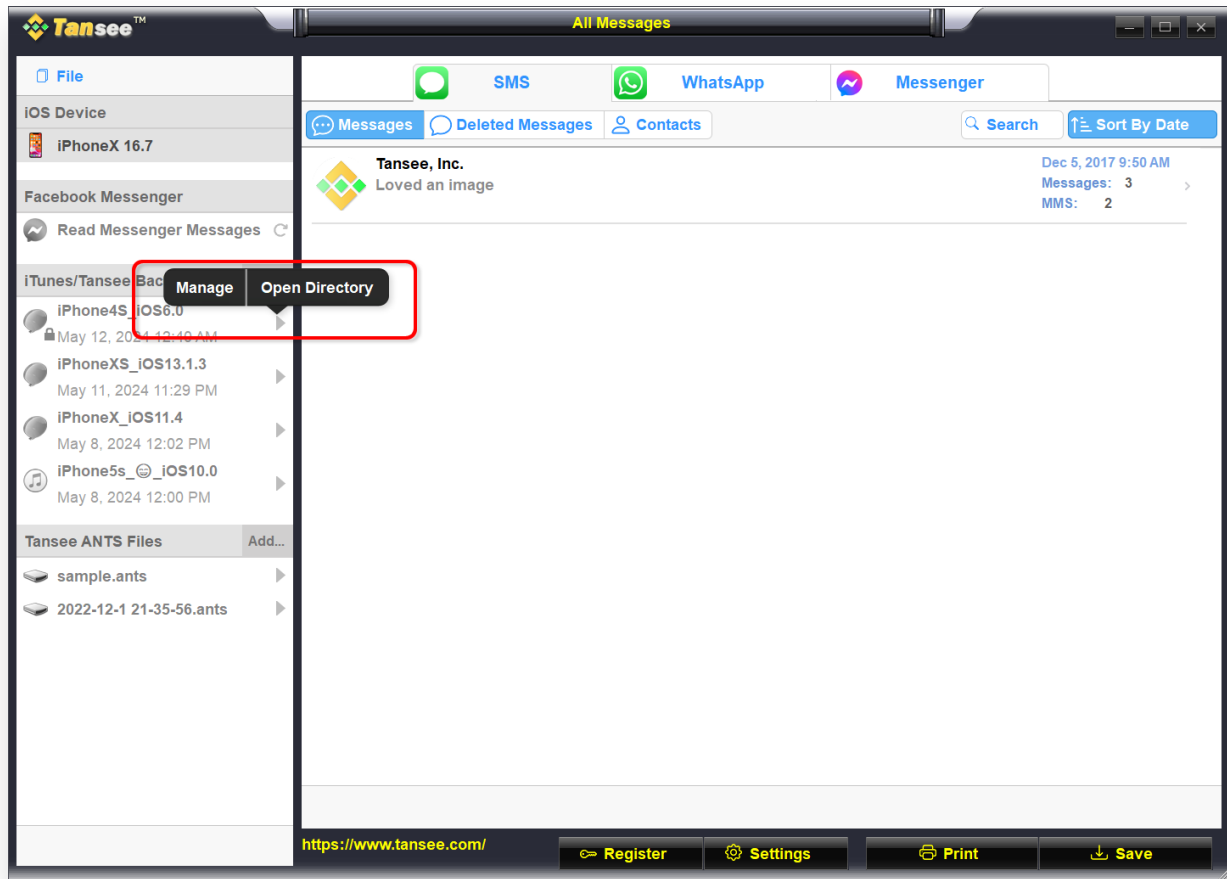 Tansee™
All Messages
File
iOS Device
iPhoneX 16.7
Facebook Messenger
Read Messenger Messages
iTunes/Tansee Bac
Manage Open Directory
iPhone4S_iOS6.0
May 12, 2024 12:40 AM
iPhoneXS_iOS13.1.3
May 11, 2024 11:29 PM
iPhoneX_iOS11.4
May 8, 2024 12:02 PM
iPhone5s_😁_iOS10.0
May 8, 2024 12:00 PM
Tansee ANTS Files Add...
sample.ants
2022-12-1 21-35-56.ants
SMS WhatsApp Messenger
Messages Deleted Messages Contacts Search Sort By Date
Tansee, Inc. Dec 5, 2017 9:50 AM
Loved an image Messages: 3
MMS: 2
https://www.tansee.com/ Register Settings Print Save